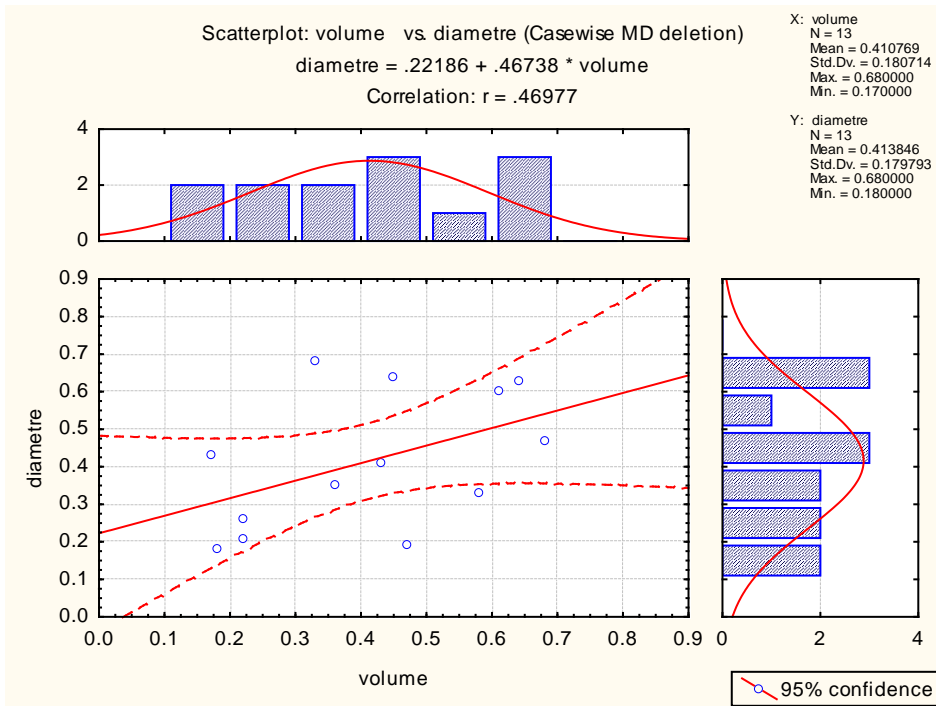 Scatterplot: volume   vs. diametre (Casewise MD deletion)
diametre = .22186 + .46738 * volume
Correlation: r = .46977
X: volume
N = 13
Mean = 0.410769
Std.Dv. = 0.180714
Max. = 0.680000
Min. = 0.170000
Y: diametre
N = 13
Mean = 0.413846
Std.Dv. = 0.179793
Max. = 0.680000
Min. = 0.180000
4
2
0
0.9
0.8
0.7
0.6
0.5
0.4
0.3
0.2
0.1
0.0
diametre
0.0 0.1 0.2 0.3 0.4 0.5 0.6 0.7 0.8 0.9
volume
0 2 4
95% confidence